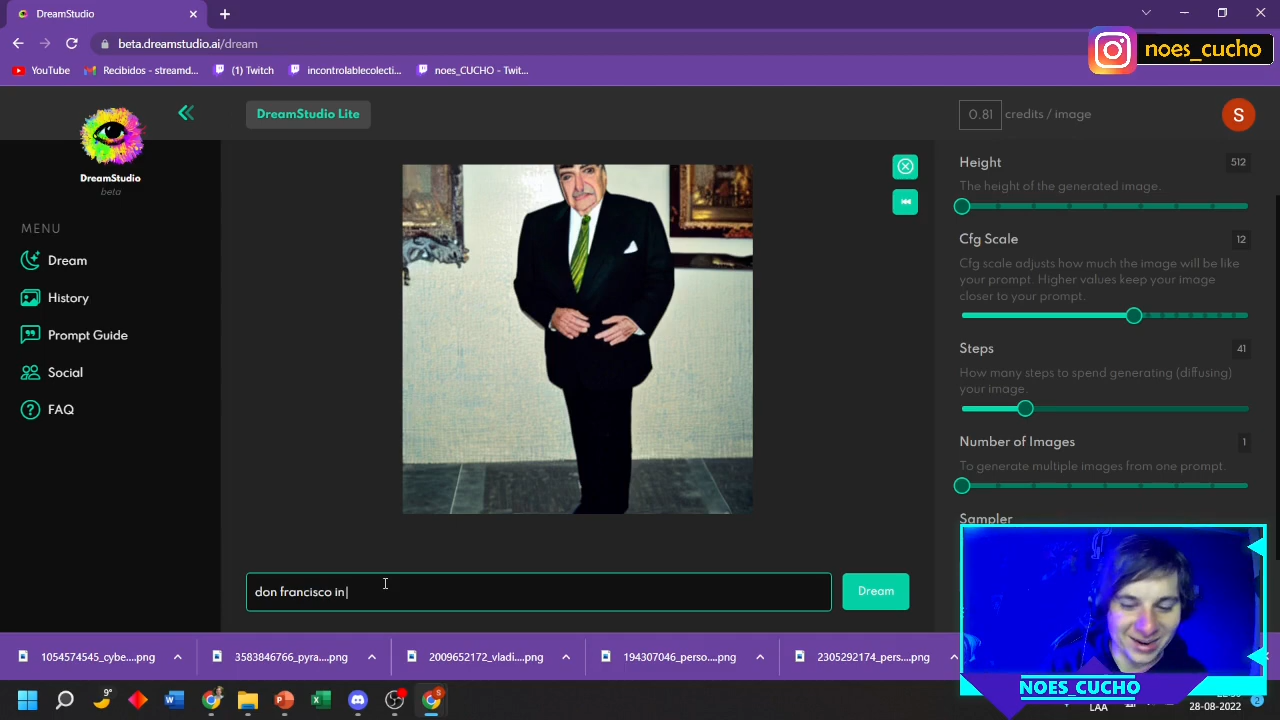 DreamStudio
beta.dreamstudio.ai/dream
noes_cucho
YouTube
Recibidos - streamd...
(1) Twitch
incontrolablecolecti...
noes_CUCHO - Twit...
DreamStudio
beta
DreamStudio Lite
0.81 credits / image
S
MENU
Dream
History
Prompt Guide
Social
FAQ
Height
512
The height of the generated image.
Cfg Scale
12
Cfg scale adjusts how much the image will be like
your prompt. Higher values keep your image
closer to your prompt.
Steps
41
How many steps to spend generating (diffusing)
your image.
Number of Images
1
To generate multiple images from one prompt.
Sampler
don francisco in
Dream
1054574545_cybe....png
3583846766_pyra....png
2009652172_vladi....png
194307046_perso....png
2305292174_pers....png
NOES_CUCHO
9°
LAA
28-08-2022
2